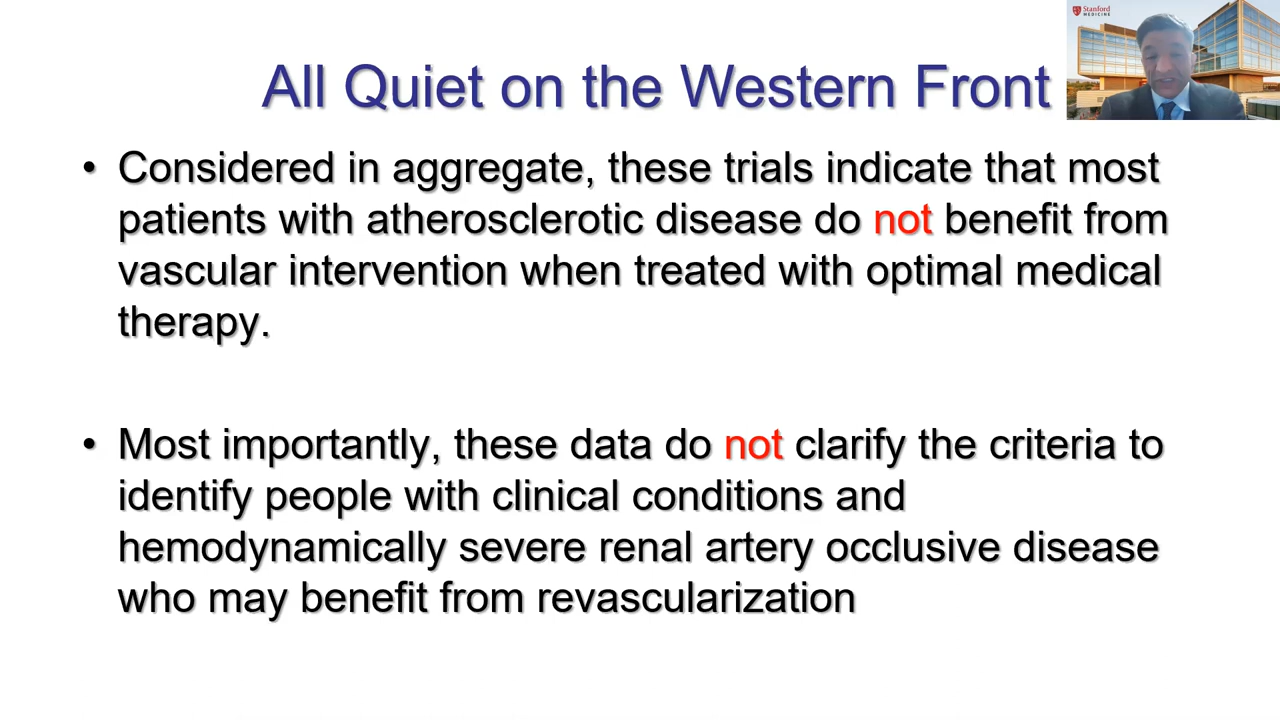 Stanford
MEDICINE
All Quiet on the Western Front
• Considered in aggregate, these trials indicate that most
patients with atherosclerotic disease do not benefit from
vascular intervention when treated with optimal medical
therapy.
• Most importantly, these data do not clarify the criteria to
identify people with clinical conditions and
hemodynamically severe renal artery occlusive disease
who may benefit from revascularization